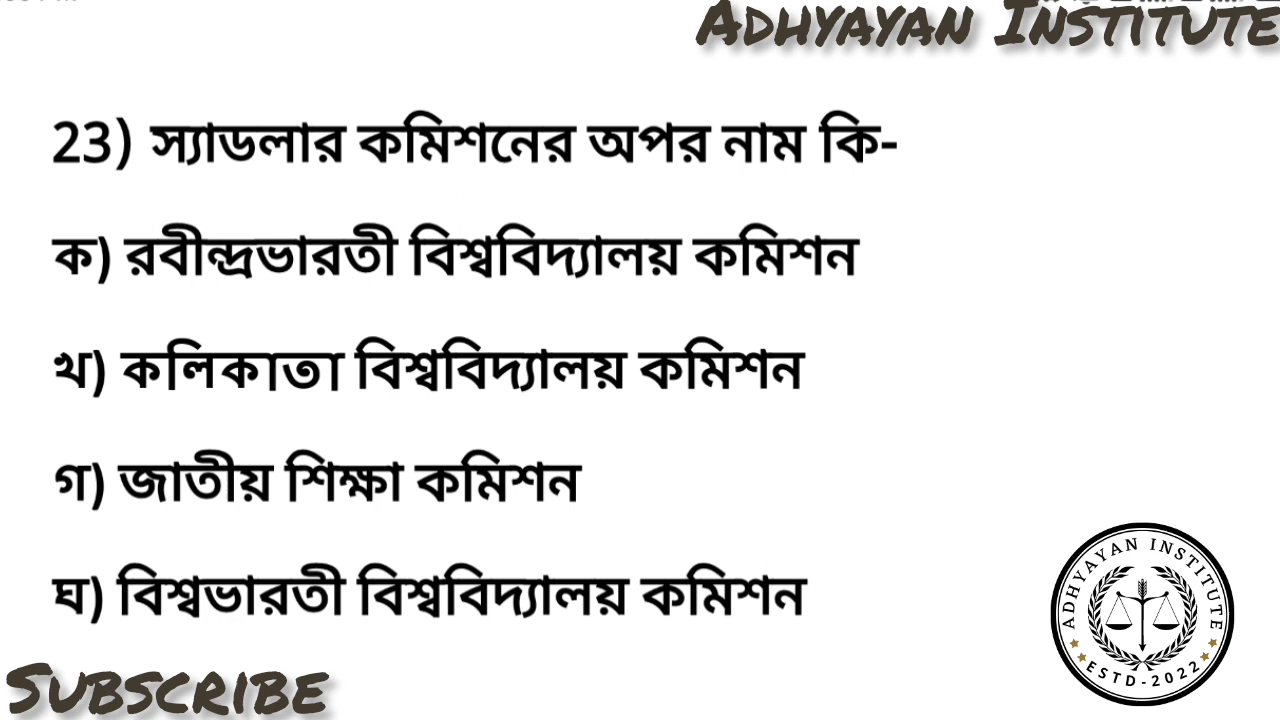 ADHYAYAN INSTITUTE
23) স্যাডলার কমিশনের অপর নাম কি-
ক) রবীন্দ্রভারতী বিশ্ববিদ্যালয় কমিশন
খ) কলিকাতা বিশ্ববিদ্যালয় কমিশন
গ) জাতীয় শিক্ষা কমিশন
ঘ) বিশ্বভারতী বিশ্ববিদ্যালয় কমিশন
ADHYAYAN INSTITUTE
ESTD-2022
SUBSCRIBE